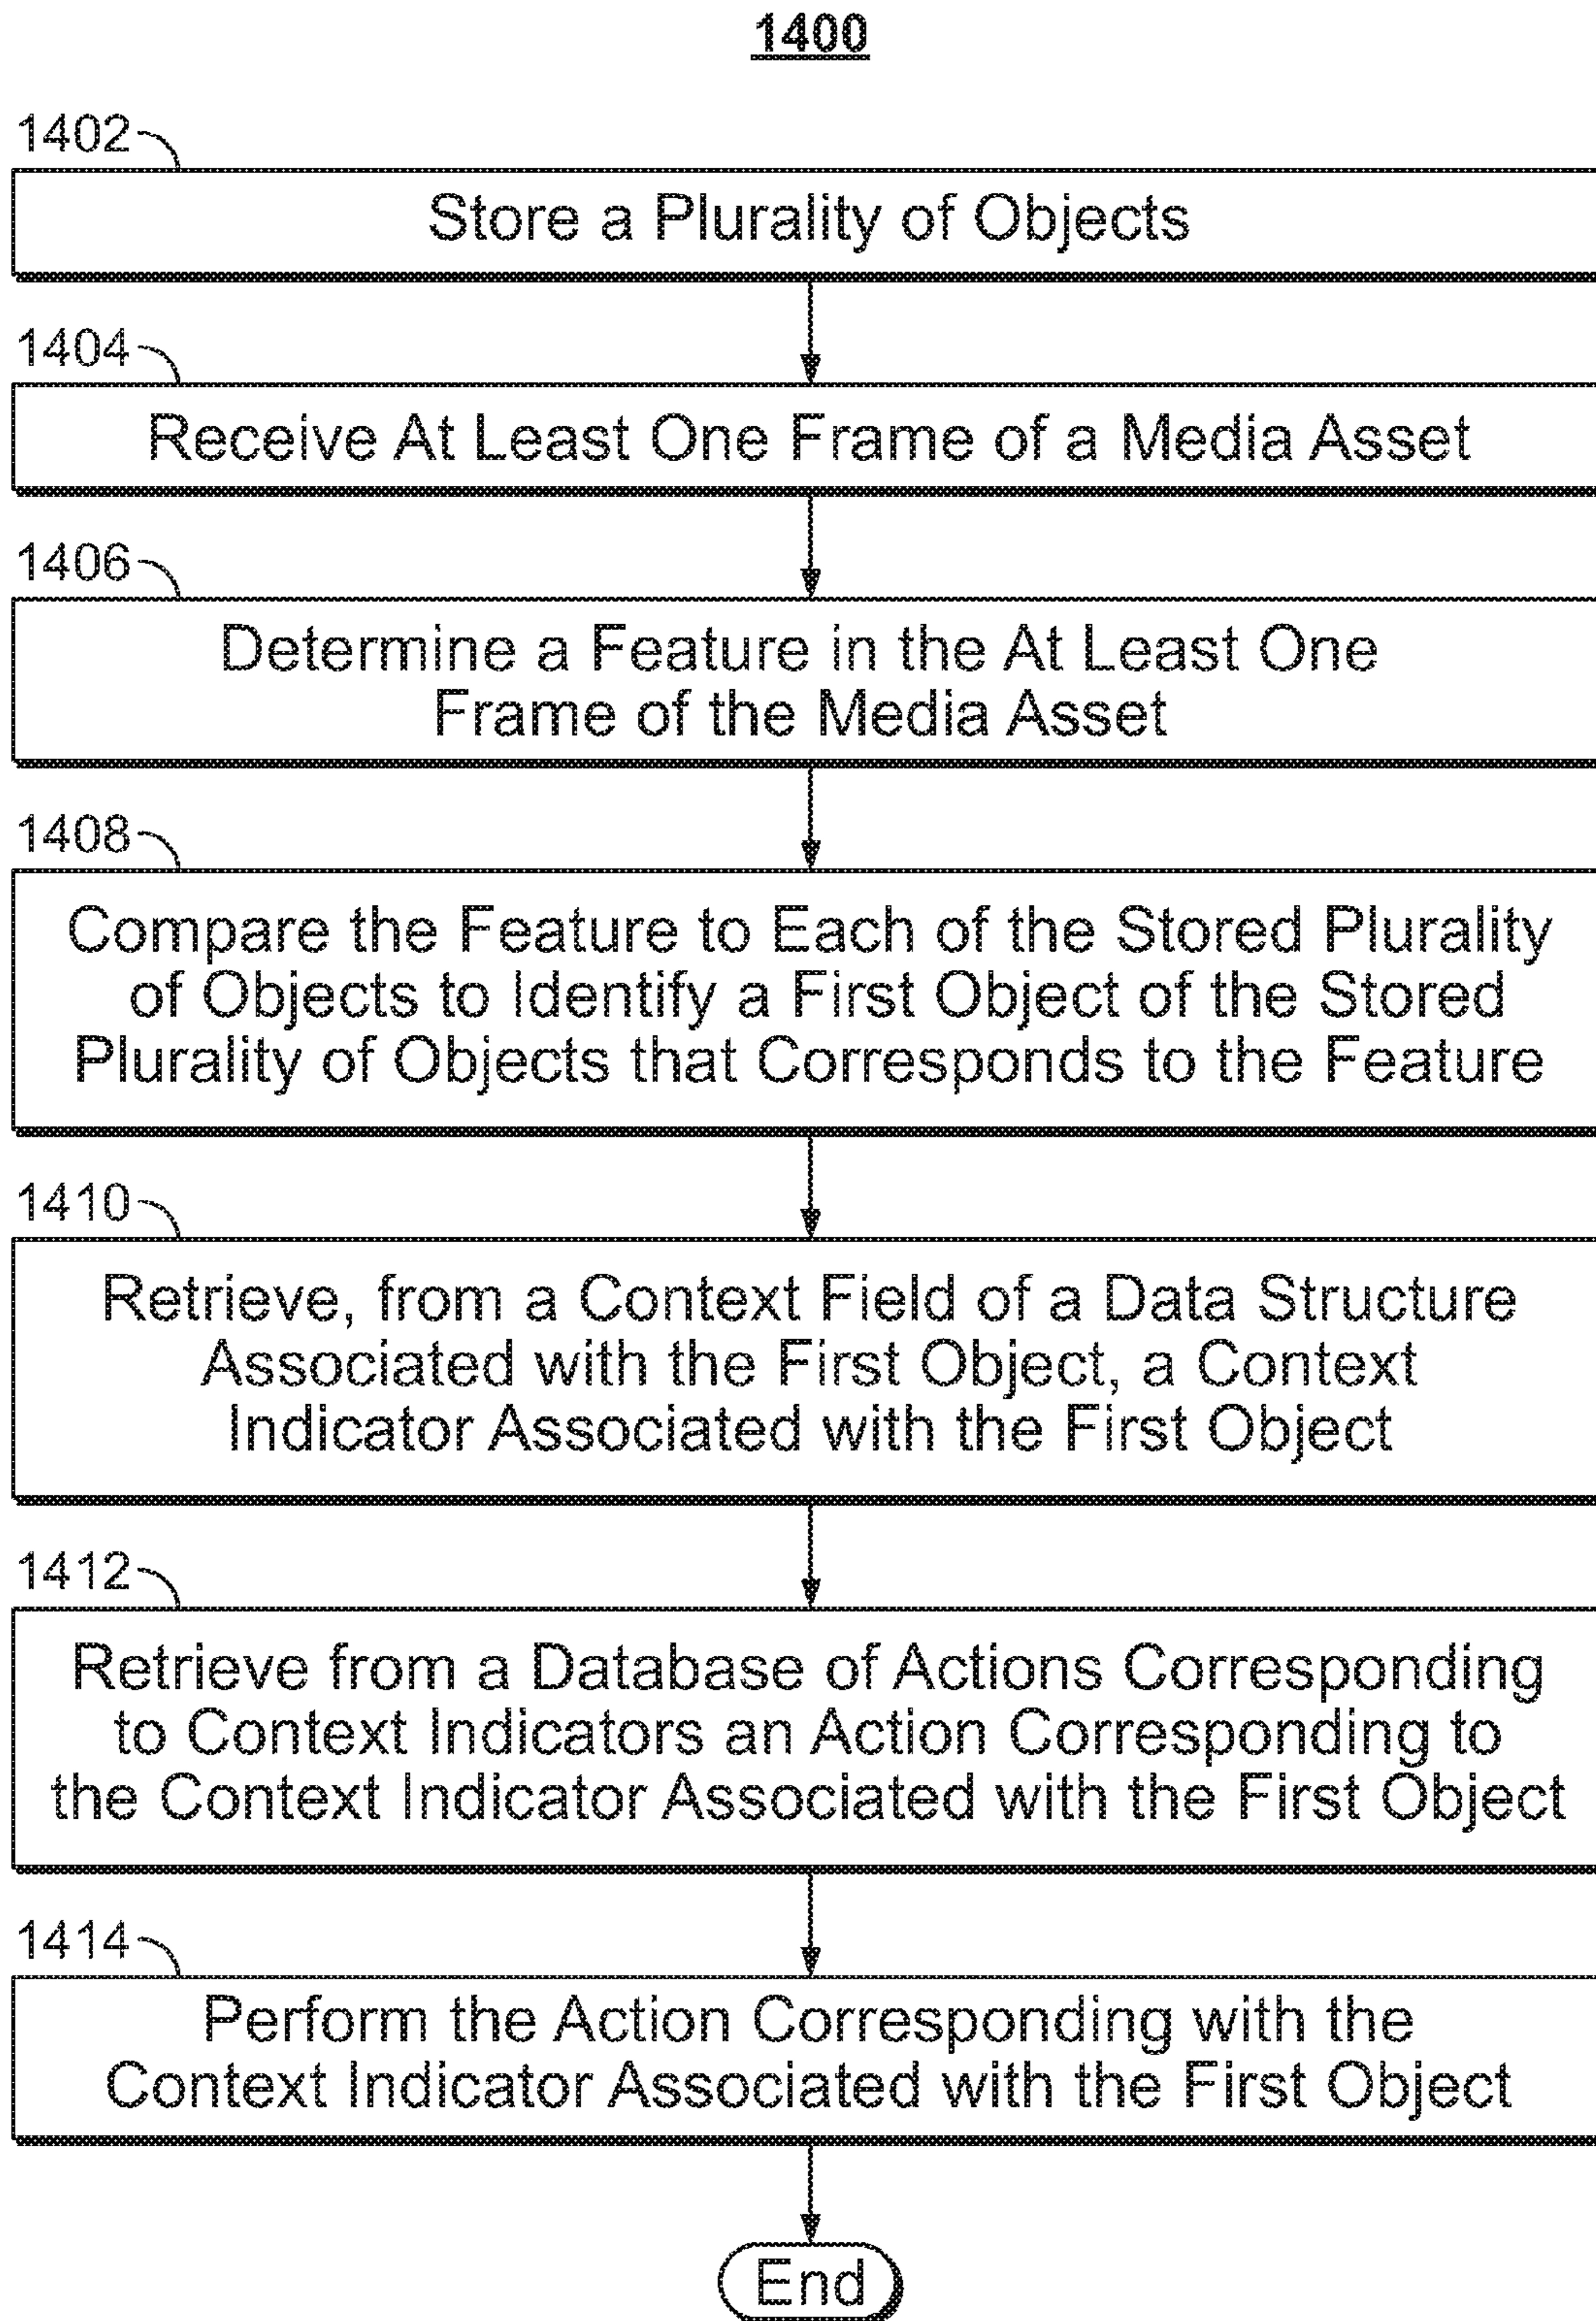 1400
1402
Store a Plurality of Objects
1404
Receive At Least One Frame of a Media Asset
1406
Determine a Feature in the At Least One
Frame of the Media Asset
1408
Compare the Feature to Each of the Stored Plurality
of Objects to Identify a First Object of the Stored
Plurality of Objects that Corresponds to the Feature
1410
Retrieve, from a Context Field of a Data Structure
Associated with the First Object, a Context
Indicator Associated with the First Object
1412
Retrieve from a Database of Actions Corresponding
to Context Indicators an Action Corresponding to
the Context Indicator Associated with the First Object
1414
Perform the Action Corresponding with the
Context Indicator Associated with the First Object
End